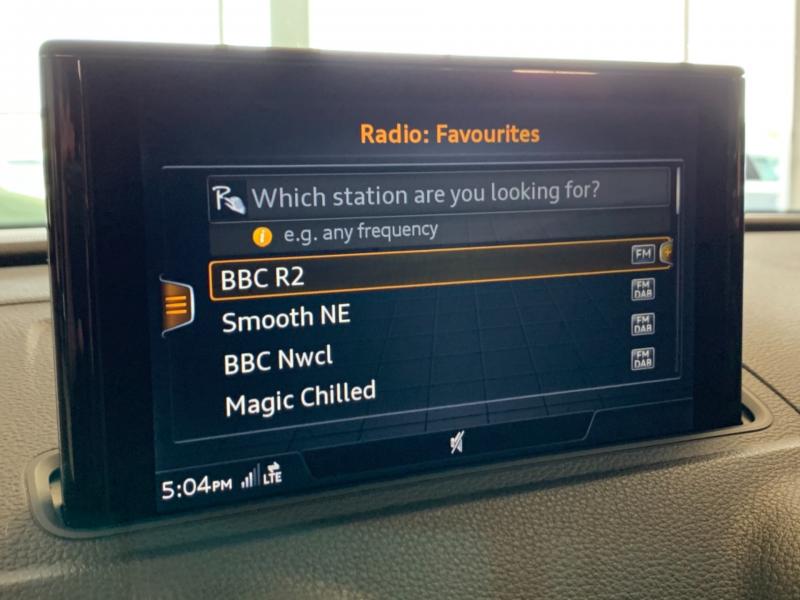 Radio: Favourites
Which station are you looking for?
i e.g. any frequency
BBC R2 FM
Smooth NE FM DAB
BBC Nwcl FM DAB
Magic Chilled FM DAB
5:04PM LTE